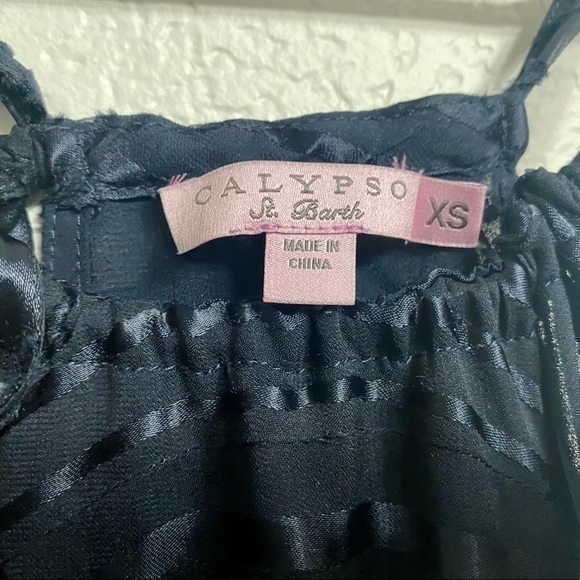 CALYPSO
St. Barth
XS
MADE IN
CHINA